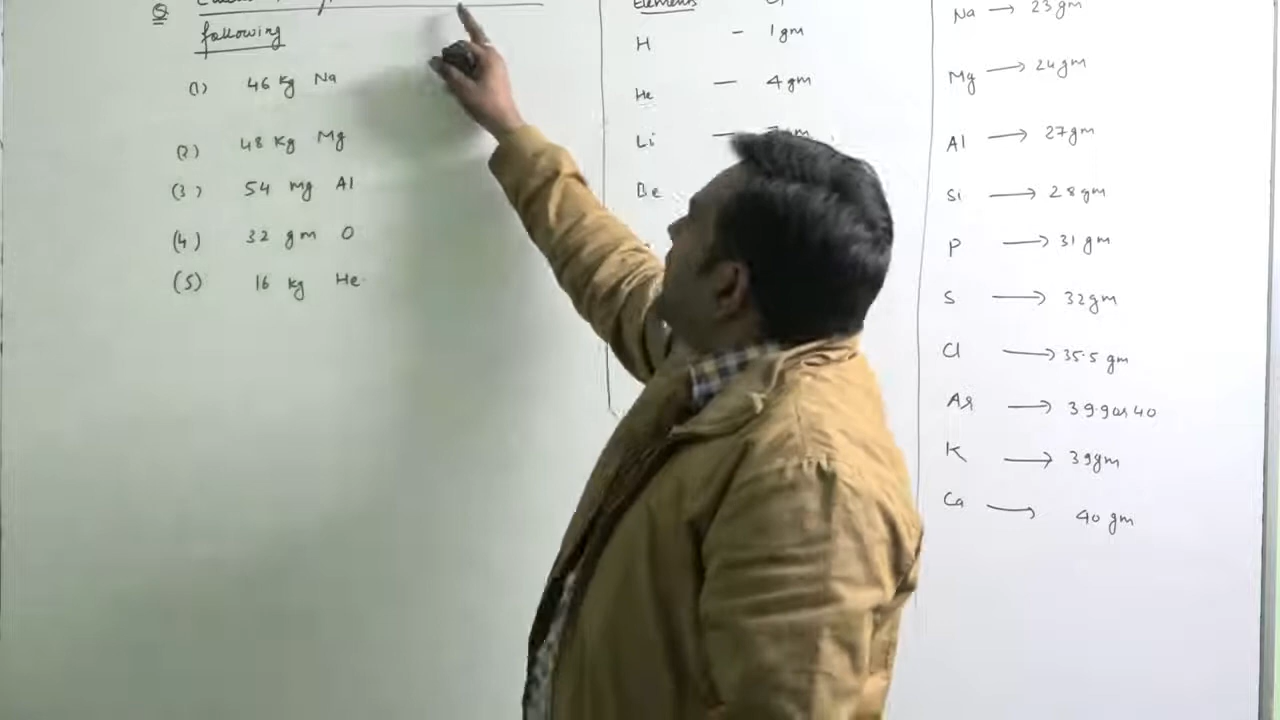 Q
following
(1) 46 Kg Na
(2) 48 Kg Mg
(3) 54 mg Al
(4) 32 gm O
(5) 16 Kg He
Elements
H - 1 gm
He - 4 gm
Li -
Be
Na → 23 gm
Mg → 24 gm
Al → 27 gm
Si → 28 gm
P → 31 gm
S → 32 gm
Cl → 35.5 gm
Ar → 39.9 or 40
K → 39 gm
Ca → 40 gm